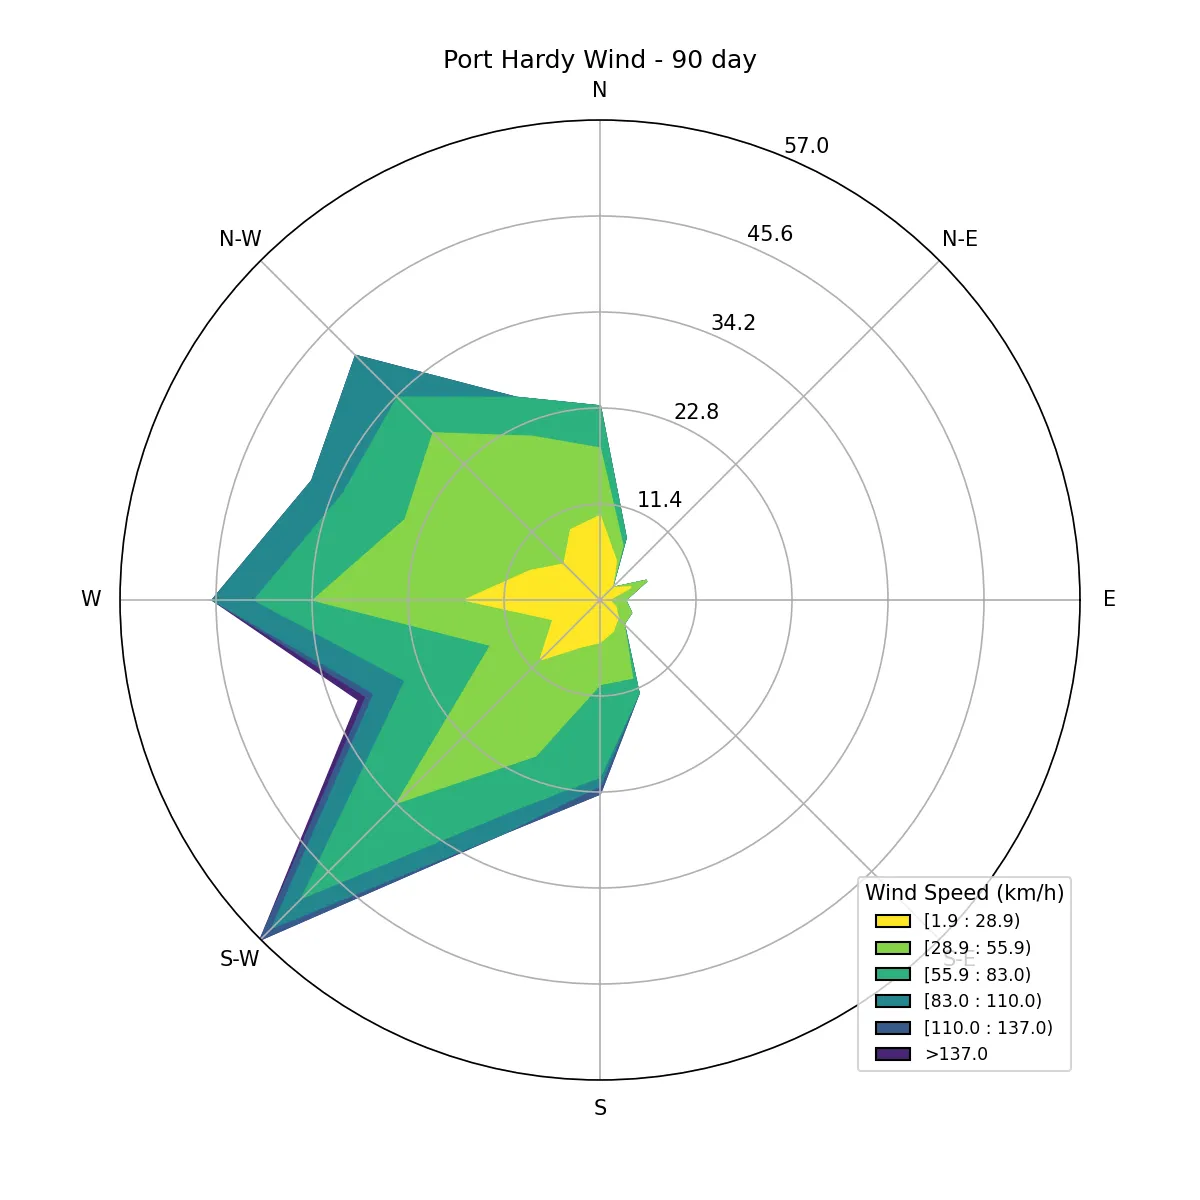 Port Hardy Wind - 90 day
N
57.0
45.6
N-W
N-E
34.2
22.8
11.4
W
E
S-W
S-E
S
Wind Speed (km/h)
[1.9 : 28.9)
[28.9 : 55.9)
[55.9 : 83.0)
[83.0 : 110.0)
[110.0 : 137.0)
>137.0